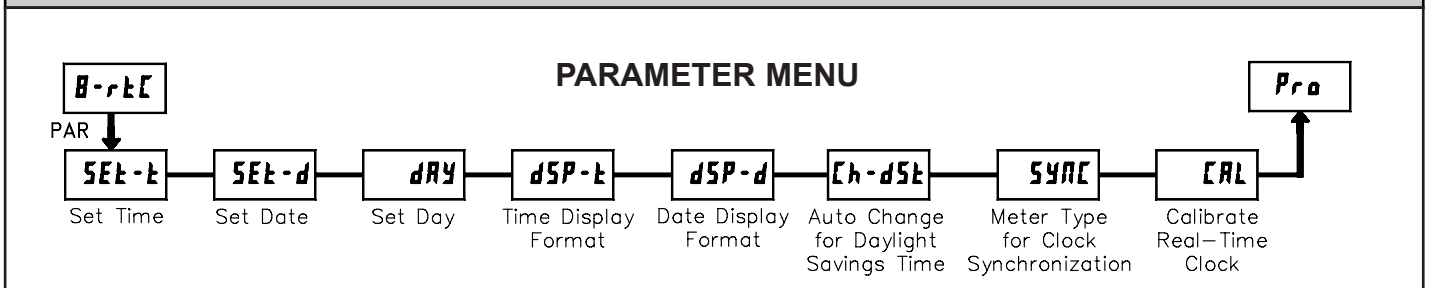 PARAMETER MENU
8-rtC
Pro
PAR
SEt-t
SEt-d
dAY
dSP-t
dSP-d
Ch-dSt
SYNC
CAL
Set Time
Set Date
Set Day
Time Display
Format
Date Display
Format
Auto Change
for Daylight
Savings Time
Meter Type
for Clock
Synchronization
Calibrate
Real-Time
Clock